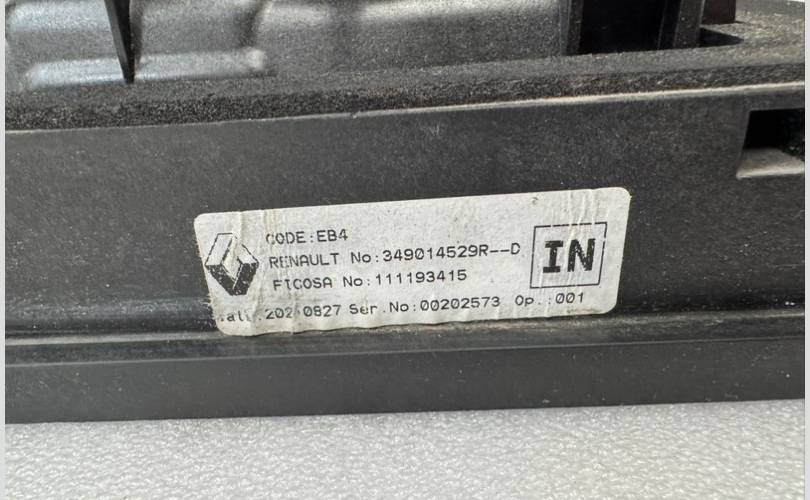 CODE:EB4
RENAULT No:349014529R--D
FICOSA No:111193415
IN
Ser.No:00202573 Op.:001